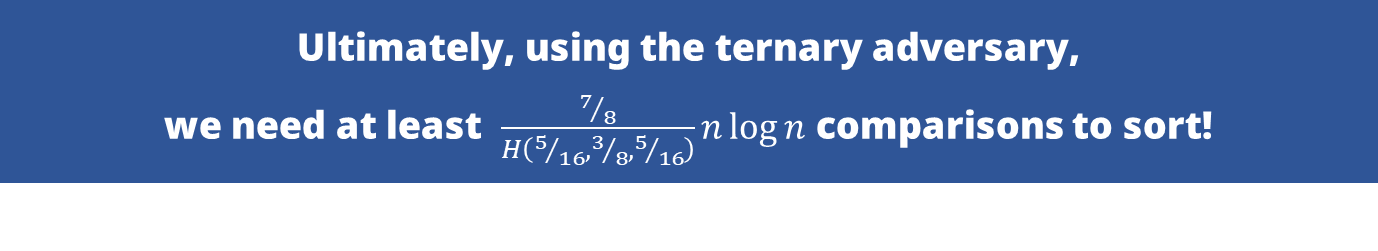 Ultimately, using the ternary adversary,
we need at least \frac{7/8}{H(5/16,3/8,5/16)} n log n comparisons to sort!